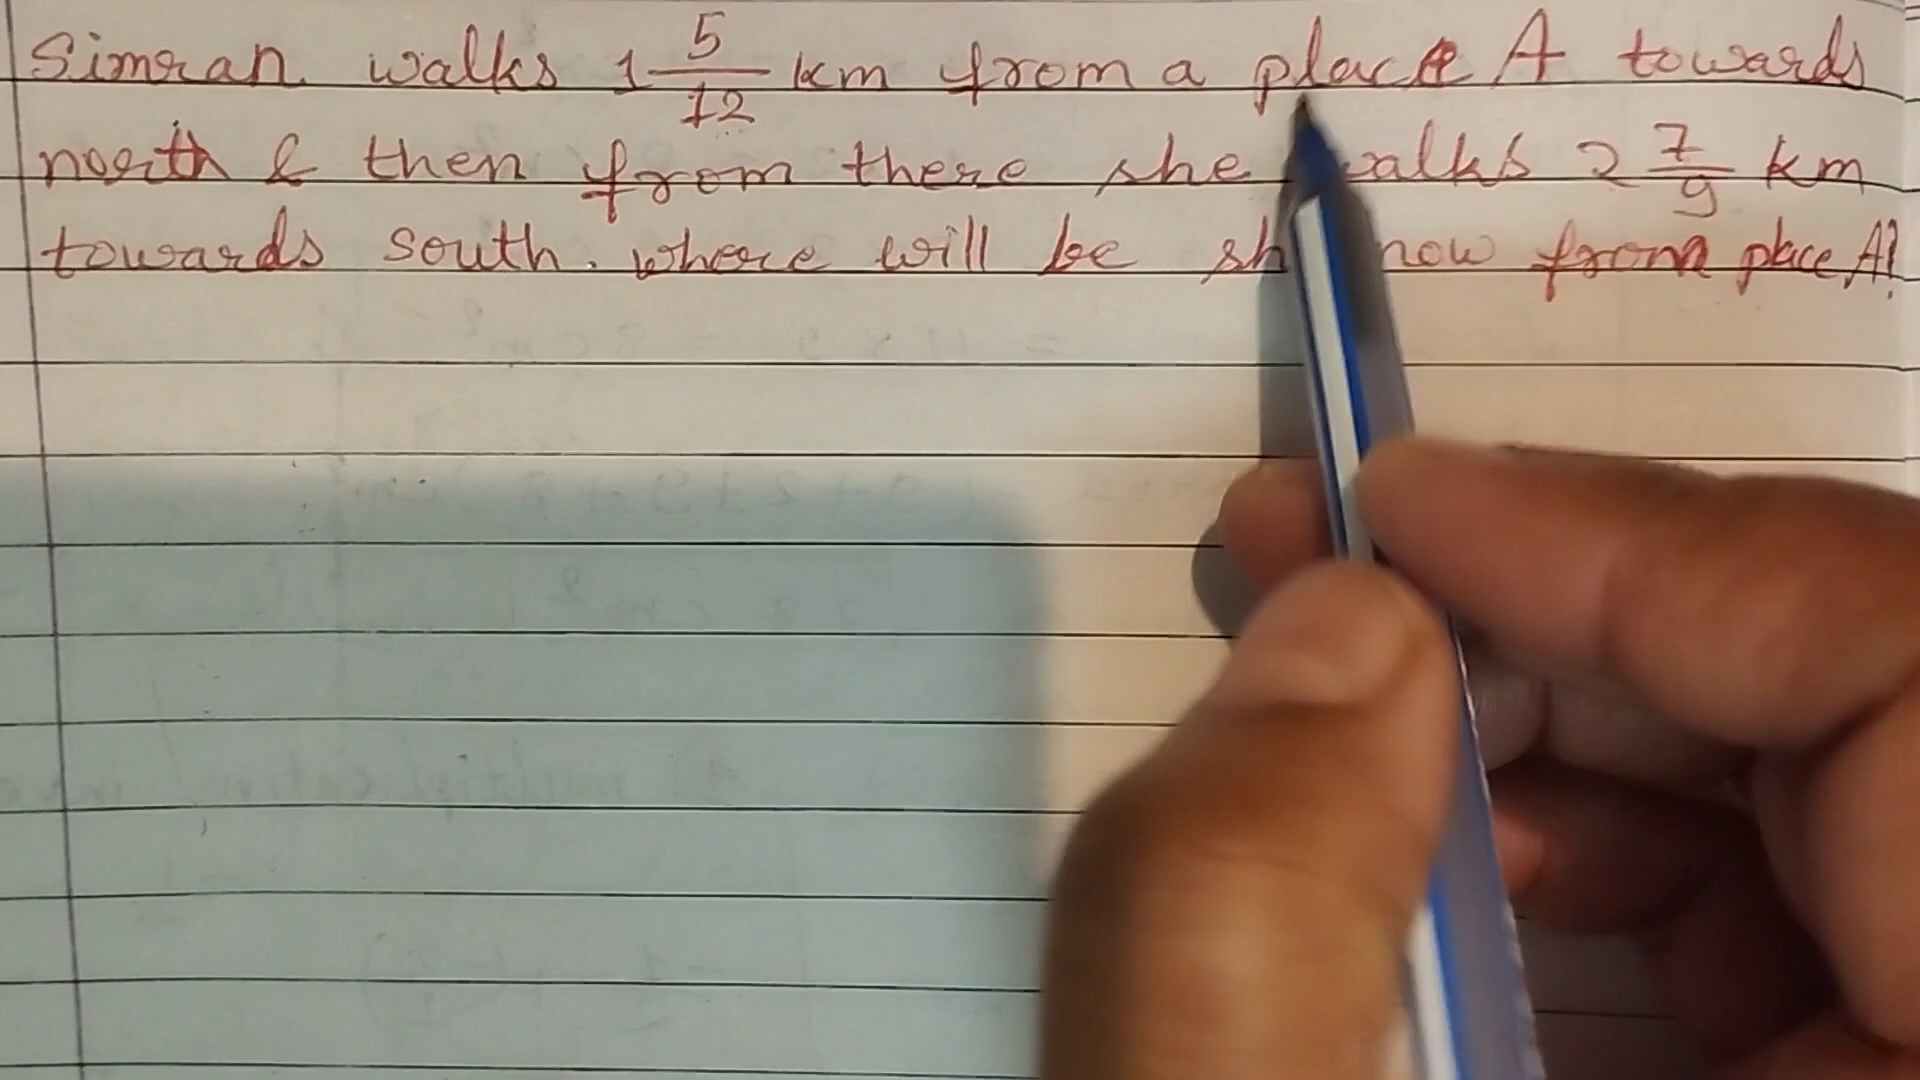 Simran walks 1 5/12 km from a place A towards
north & then from there she walks 2 7/9 km
towards south. where will be she now from place A?